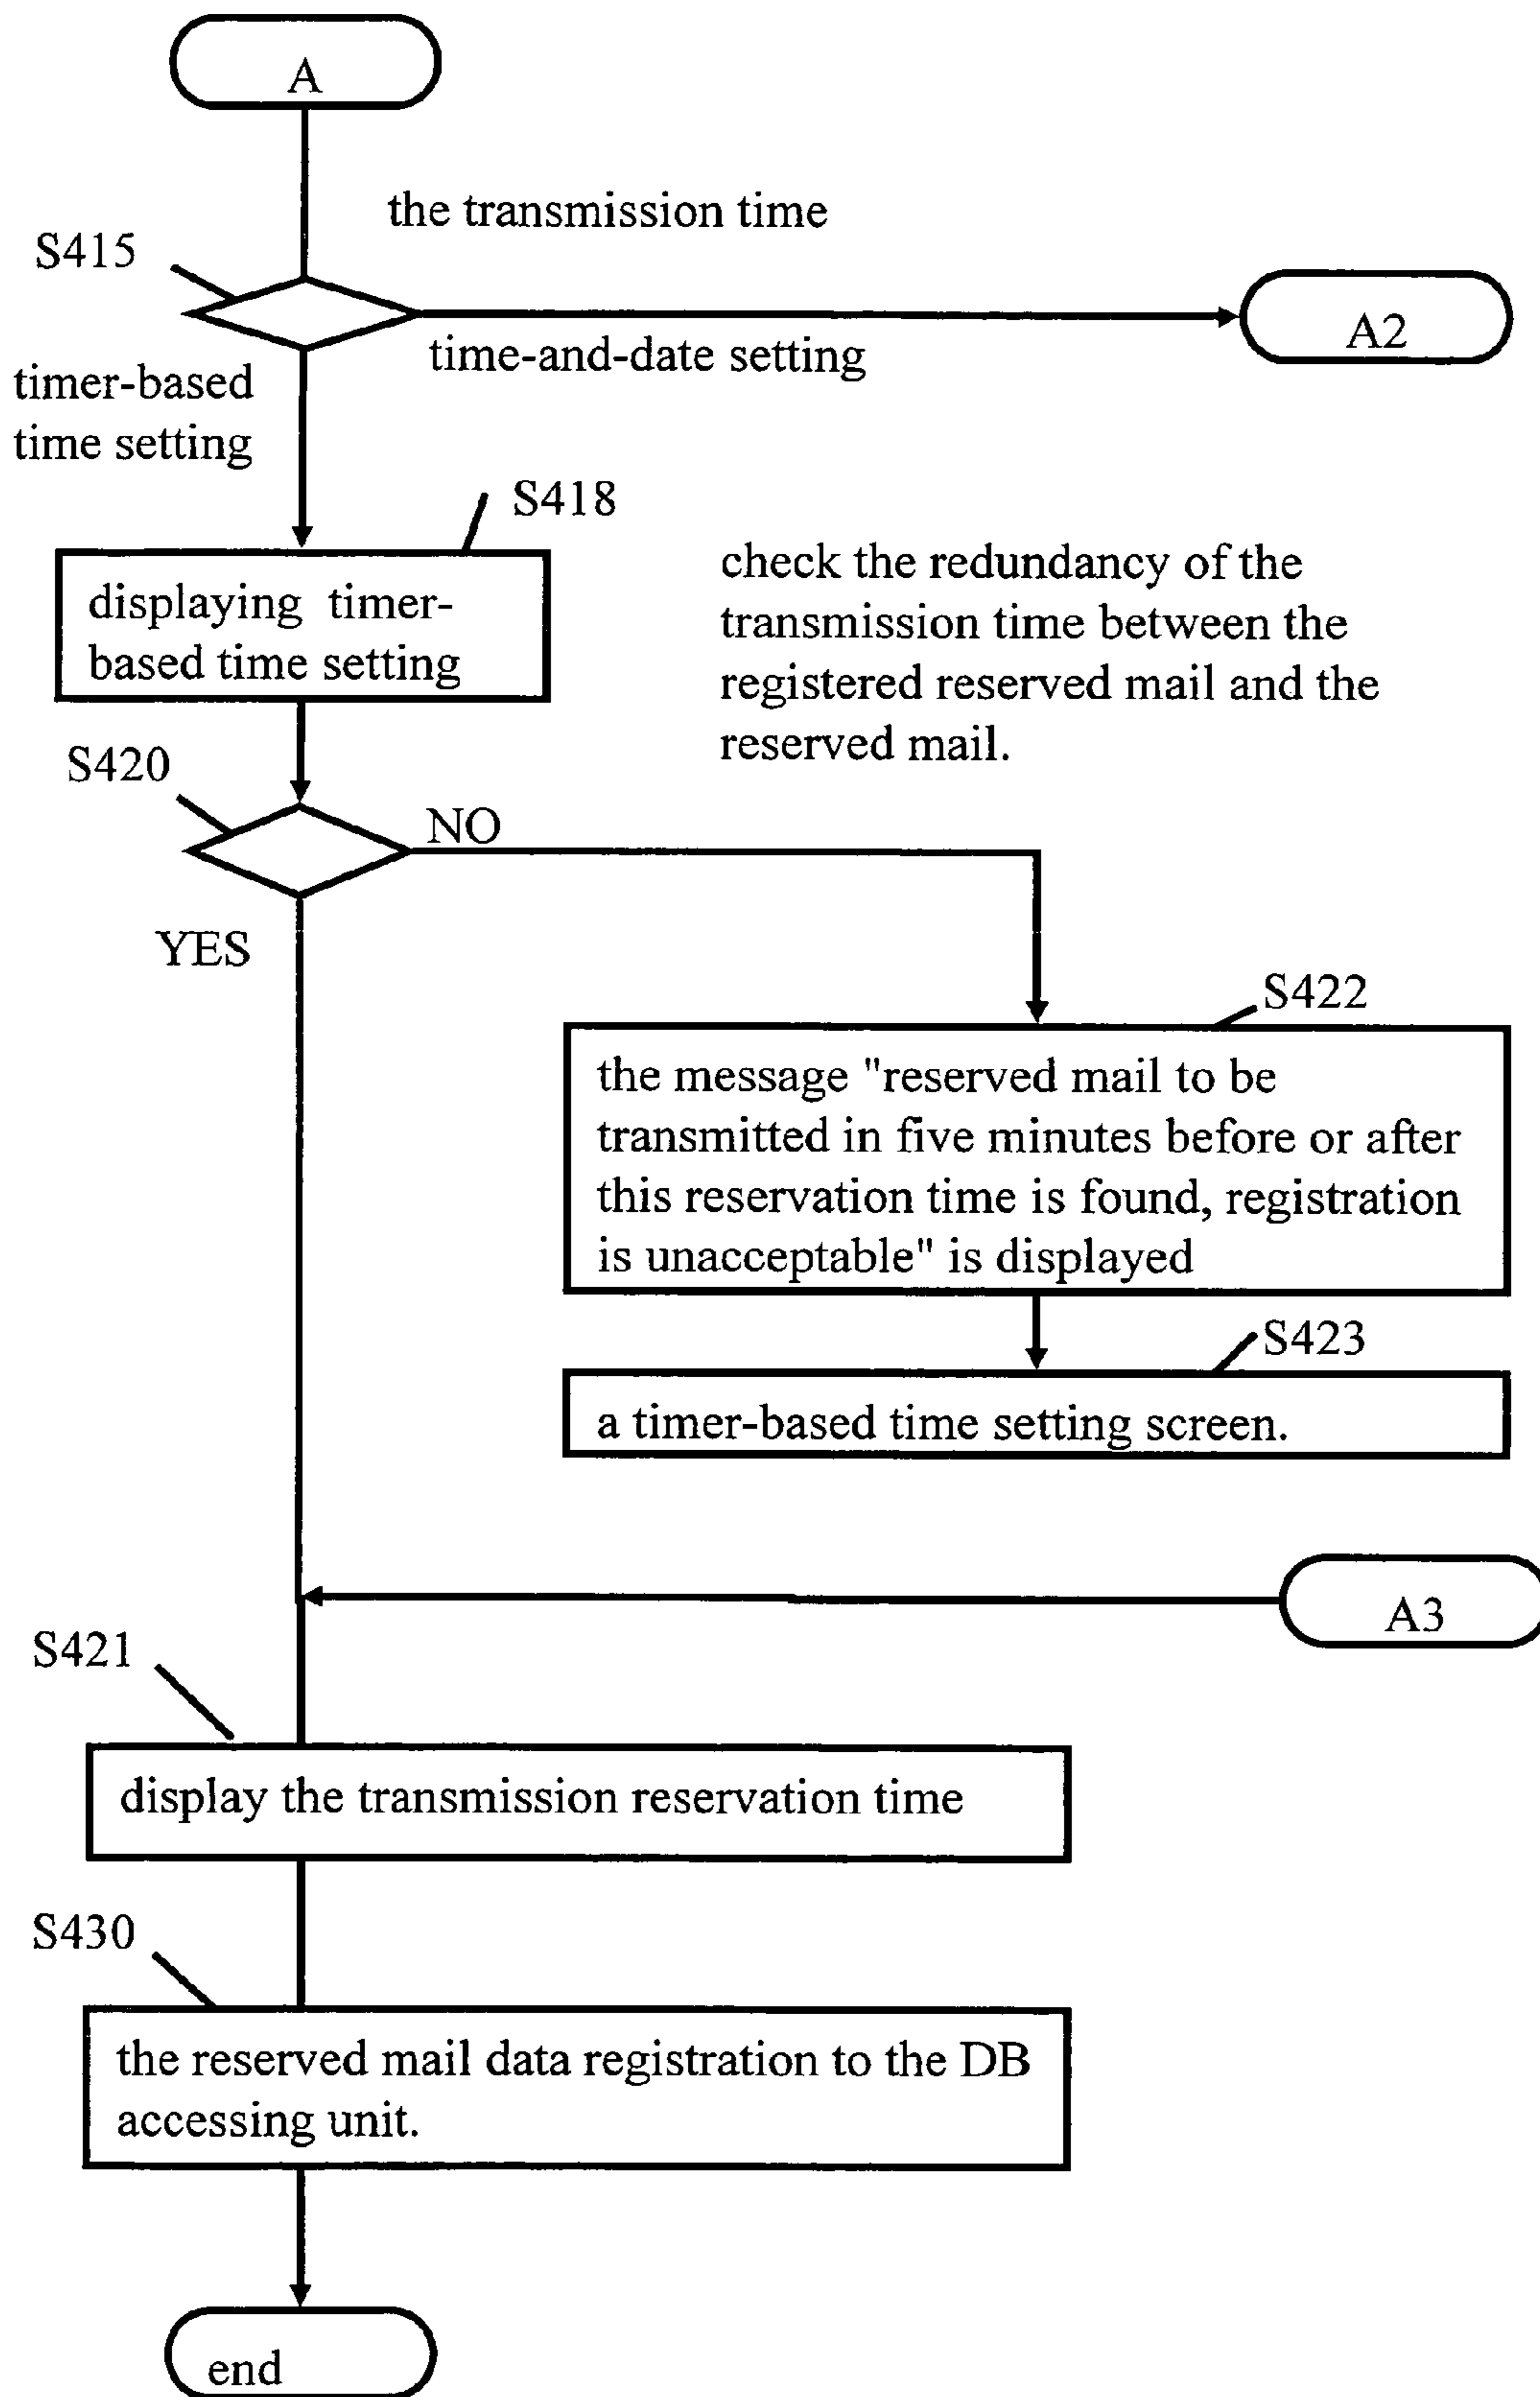 A
the transmission time
S415
A2
time-and-date setting
timer-based
time setting
S418
displaying timer-
based time setting
check the redundancy of the
transmission time between the
registered reserved mail and the
reserved mail.
S420
NO
YES
S422
the message "reserved mail to be
transmitted in five minutes before or after
this reservation time is found, registration
is unacceptable" is displayed
S423
a timer-based time setting screen.
A3
S421
display the transmission reservation time
S430
the reserved mail data registration to the DB
accessing unit.
end